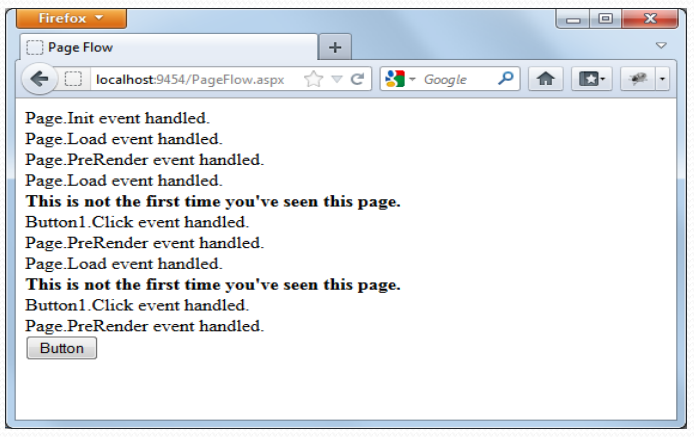 Firefox
Page Flow
localhost:9454/PageFlow.aspx
Google
Page.Init event handled.
Page.Load event handled.
Page.PreRender event handled.
Page.Load event handled.
This is not the first time you've seen this page.
Button1.Click event handled.
Page.PreRender event handled.
Page.Load event handled.
This is not the first time you've seen this page.
Button1.Click event handled.
Page.PreRender event handled.
Button